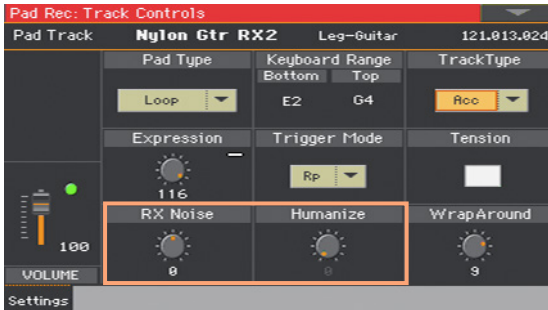 Pad Rec: Track Controls
Pad Track Nylon Gtr RX2 Leg-Guitar 121.013.024
Pad Type Keyboard Range TrackType
Bottom Top
Loop E2 G4 Acc
Expression Trigger Mode Tension
116 Rp
RX Noise Humanize WrapAround
100 0 0 9
VOLUME
Settings